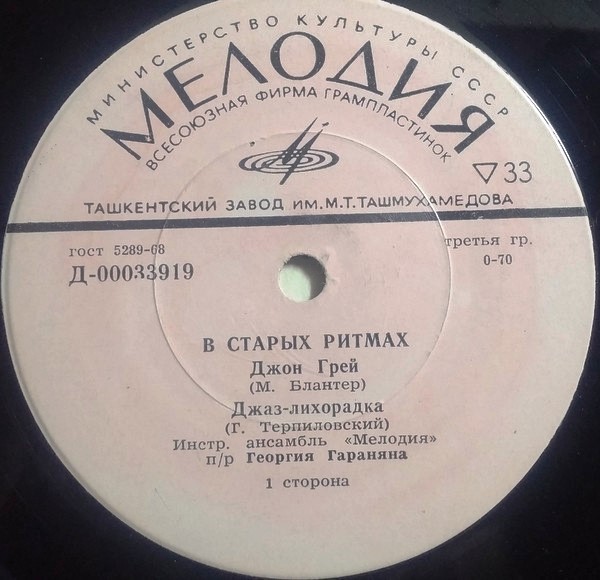 МИНИСТЕРСТВО КУЛЬТУРЫ СССР
МЕЛОДИЯ
ВСЕСОЮЗНАЯ ФИРМА ГРАМПЛАСТИНОК
33
ТАШКЕНТСКИЙ ЗАВОД ИМ. М.Т. ТАШМУХАМЕДОВА
гост 5289-68
третья гр.
Д-00033919
0-70
В СТАРЫХ РИТМАХ
Джон Грей
(М. Блантер)
Джаз-лихорадка
(Г. Терпиловский)
Инстр. ансамбль «Мелодия»
п/р Георгия Гараняна
1 сторона